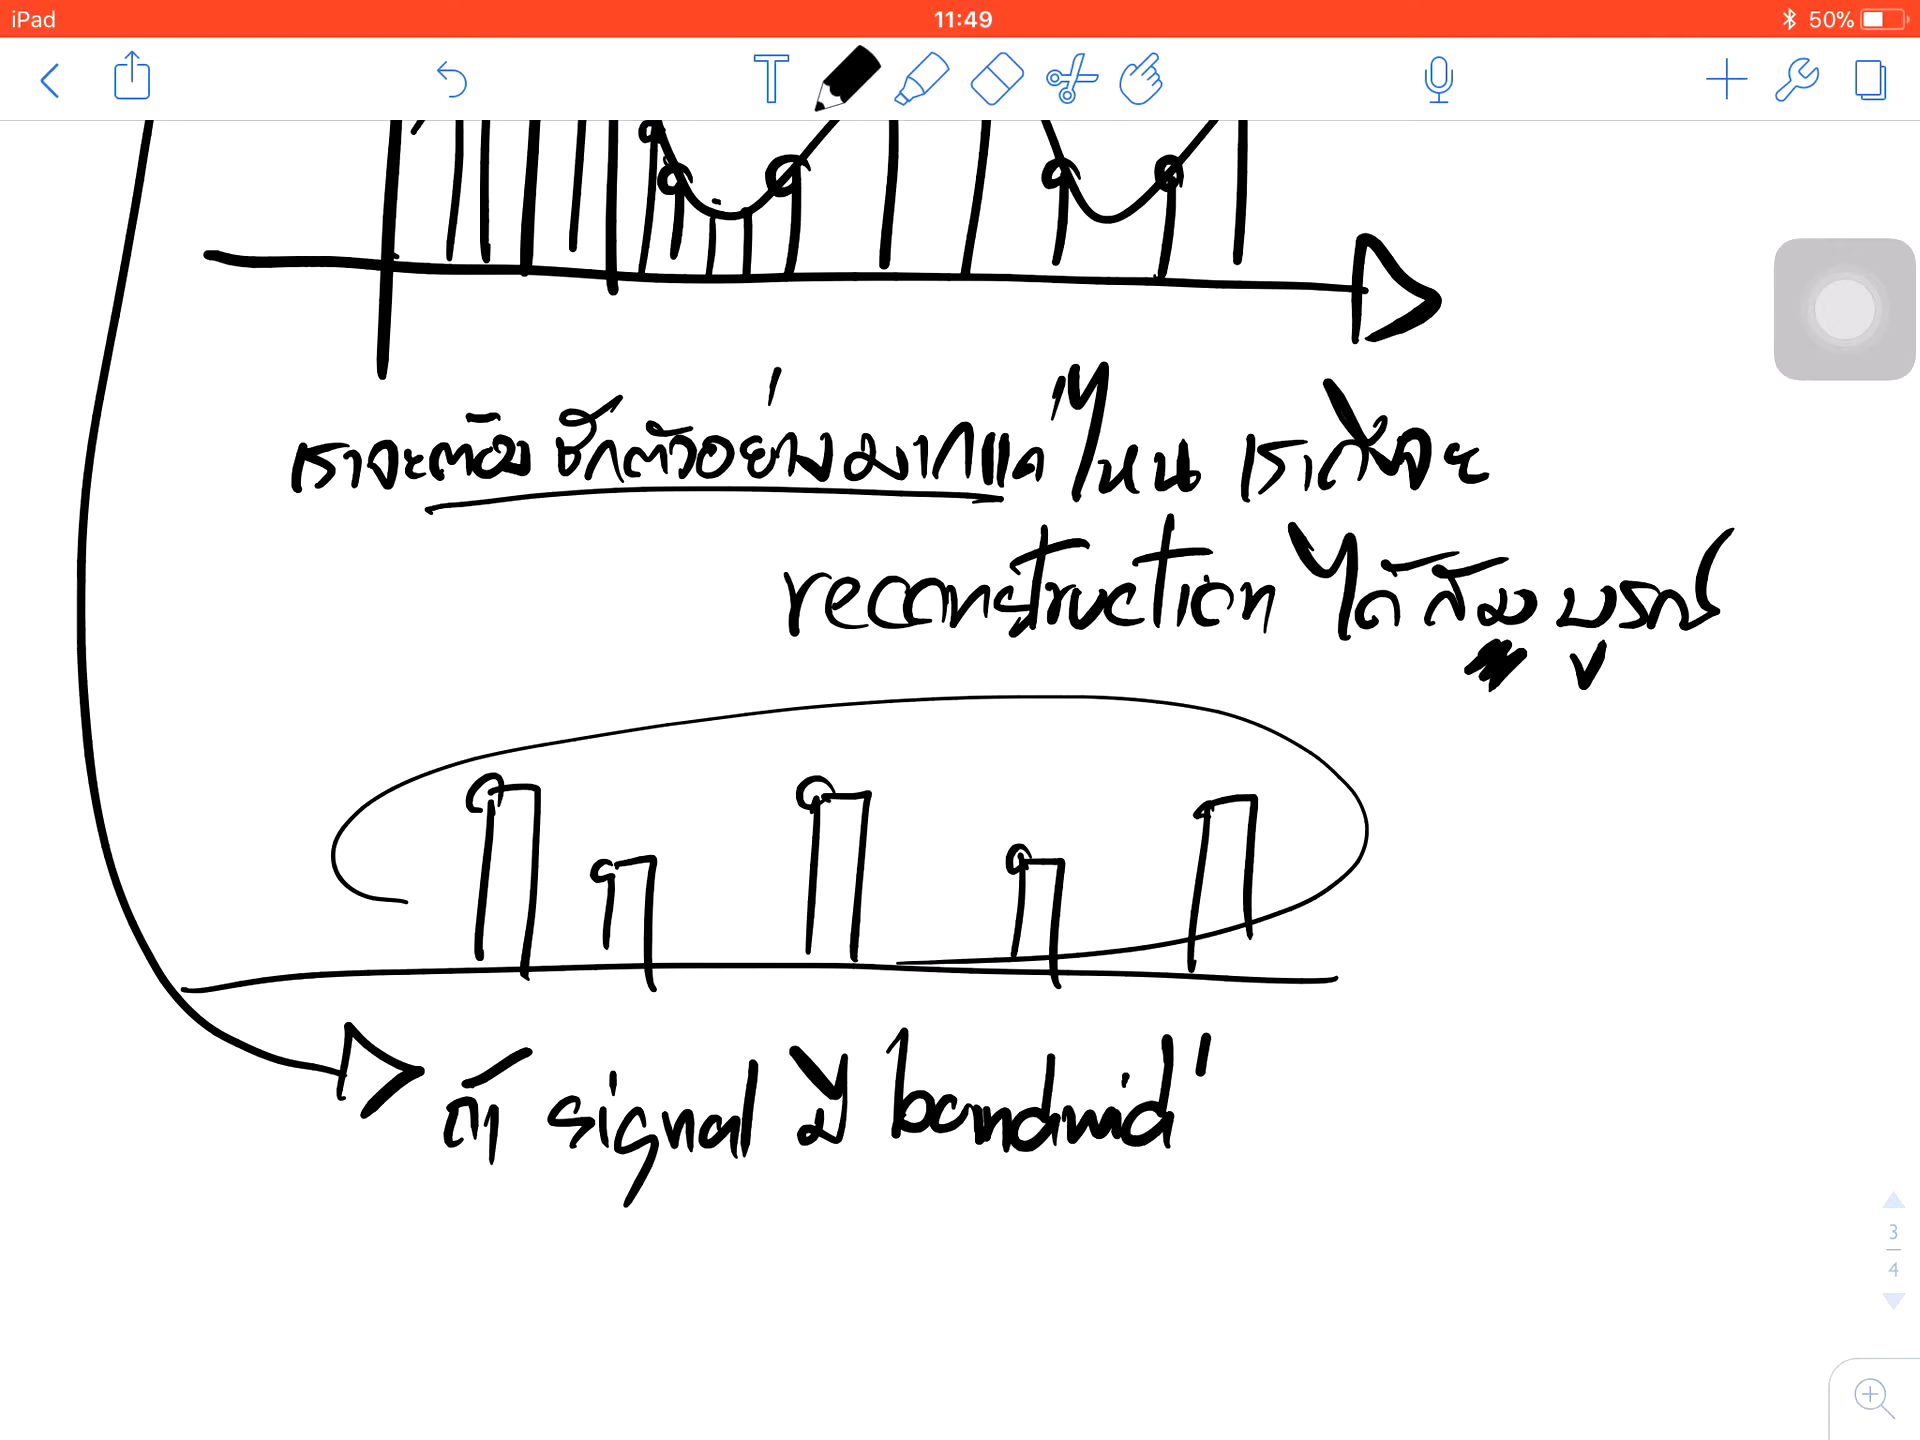 iPad 11:49 50%
เราจะต้องชักตัวอย่างมากแค่ไหน เราถึงจะ
reconstruction ได้สมบูรณ์
ถ้า signal มี bandwid
3
4